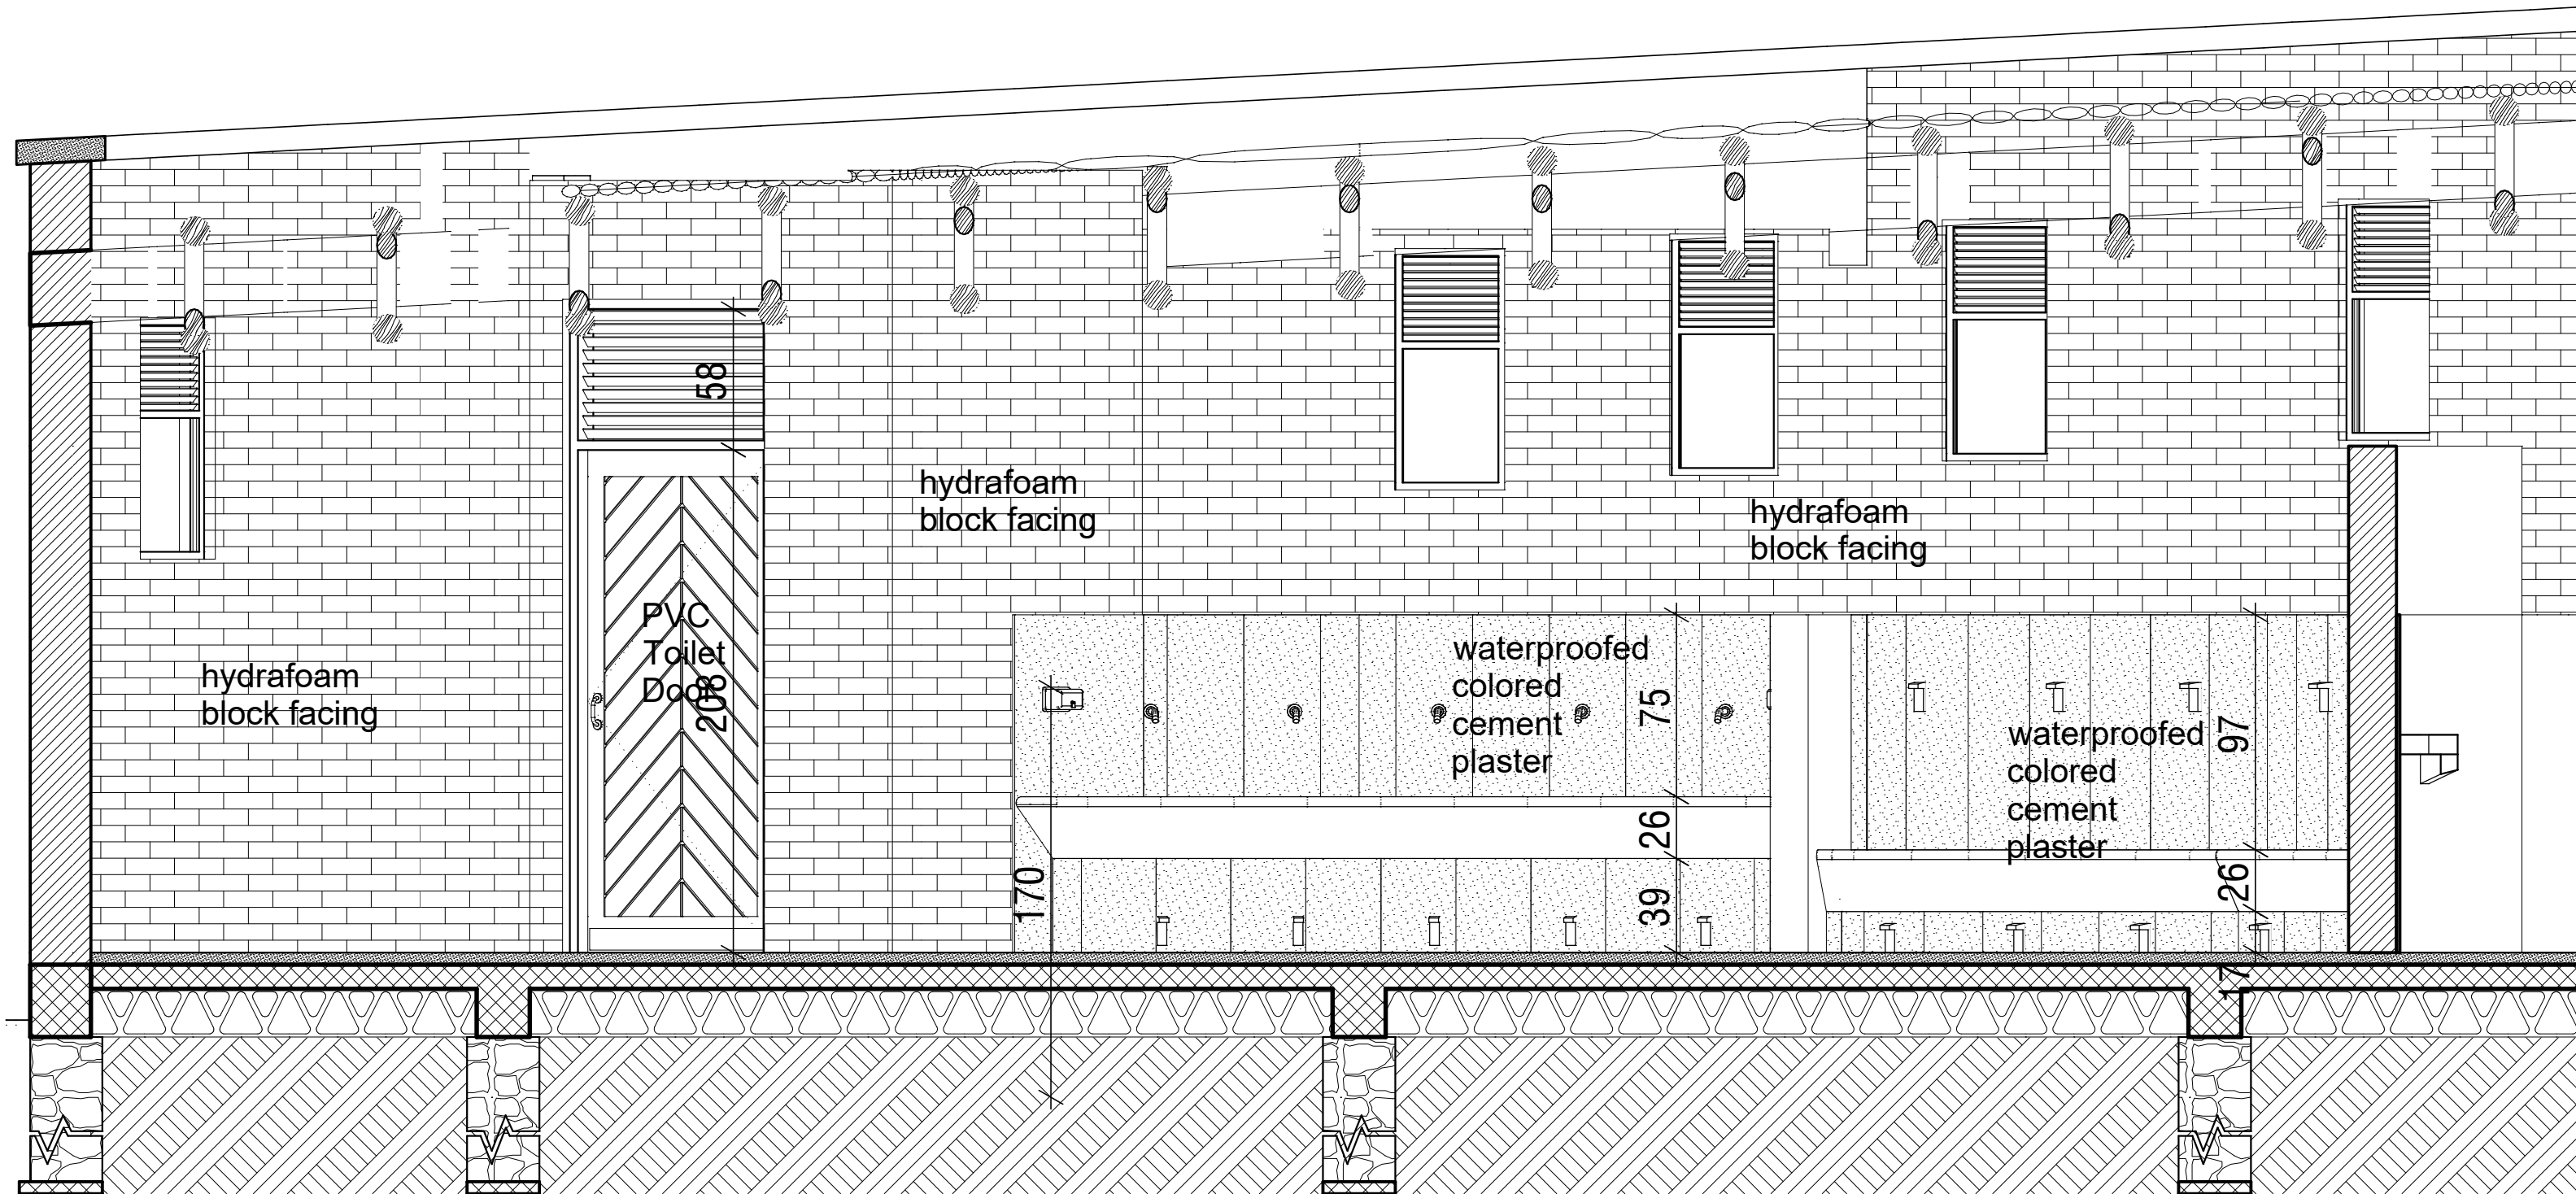 58
hydrafoam
block facing
hydrafoam
block facing
PVC
Toilet
Door
208
hydrafoam
block facing
waterproofed
colored
cement
plaster
75
waterproofed
colored
cement
plaster
97
26
39
170
26
17